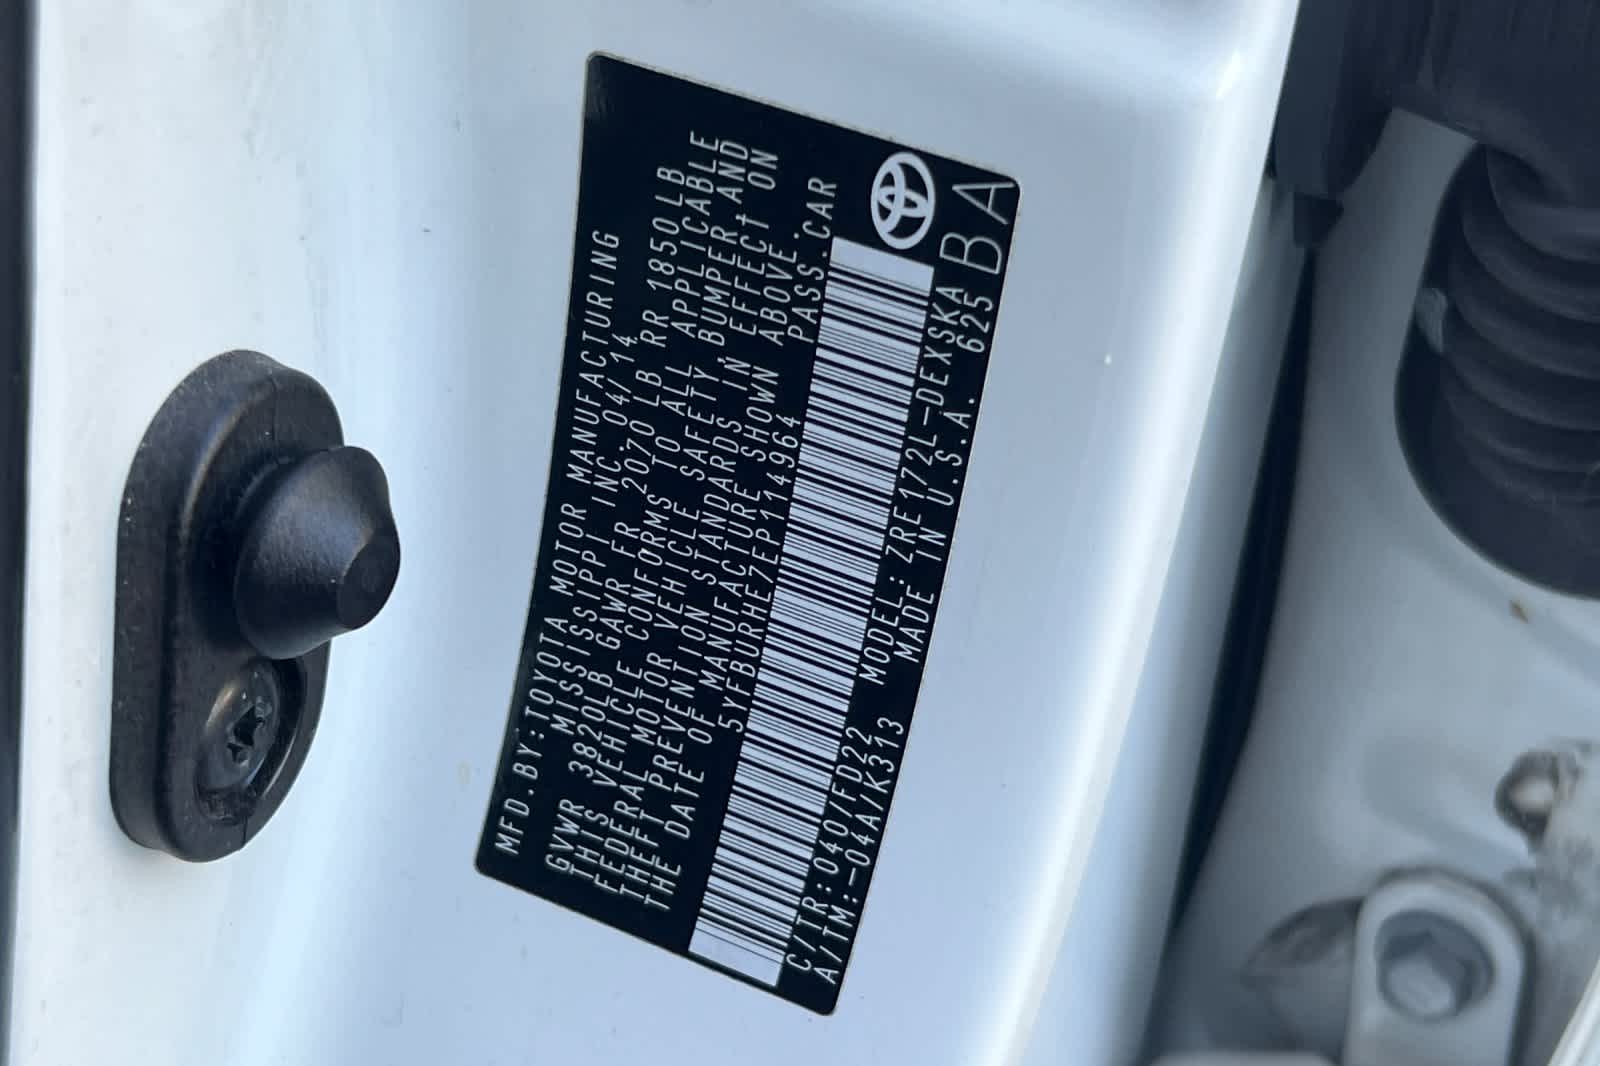 MFD.BY:TOYOTA MOTOR MANUFACTURING
MISSISSIPPI INC. 04/14
GVWR 3820LB GAWR FR 2070 LB RR 1850LB
THIS VEHICLE CONFORMS TO ALL APPLICABLE
FEDERAL MOTOR VEHICLE SAFETY,BUMPER,AND
THEFT PREVENTION STANDARDS IN EFFECT ON
THE DATE OF MANUFACTURE SHOWN ABOVE.
5YFBURHE7EP114964 PASS.CAR
C/TR:040/FD22 MODEL:ZRE172L-DEXSKA
A/TM:-04A/K313 MADE IN U.S.A. 625 BA